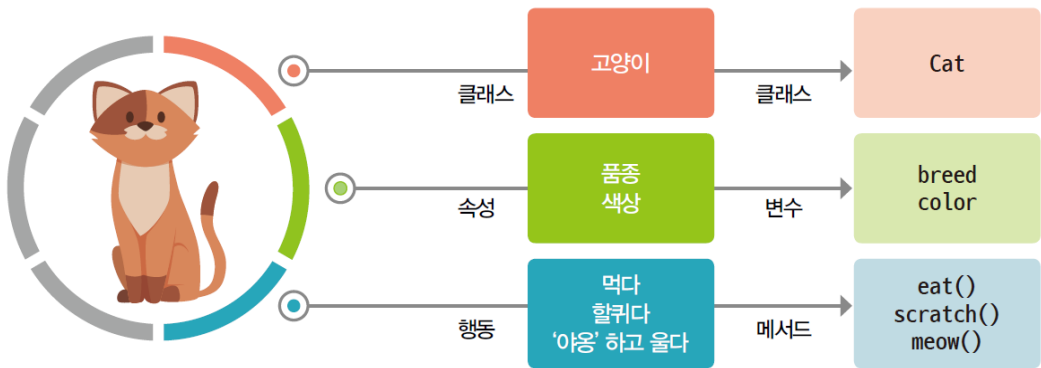 고양이
클래스
클래스
Cat
품종
색상
속성
변수
breed
color
먹다
할퀴다
‘야옹’ 하고 울다
행동
메서드
eat()
scratch()
meow()